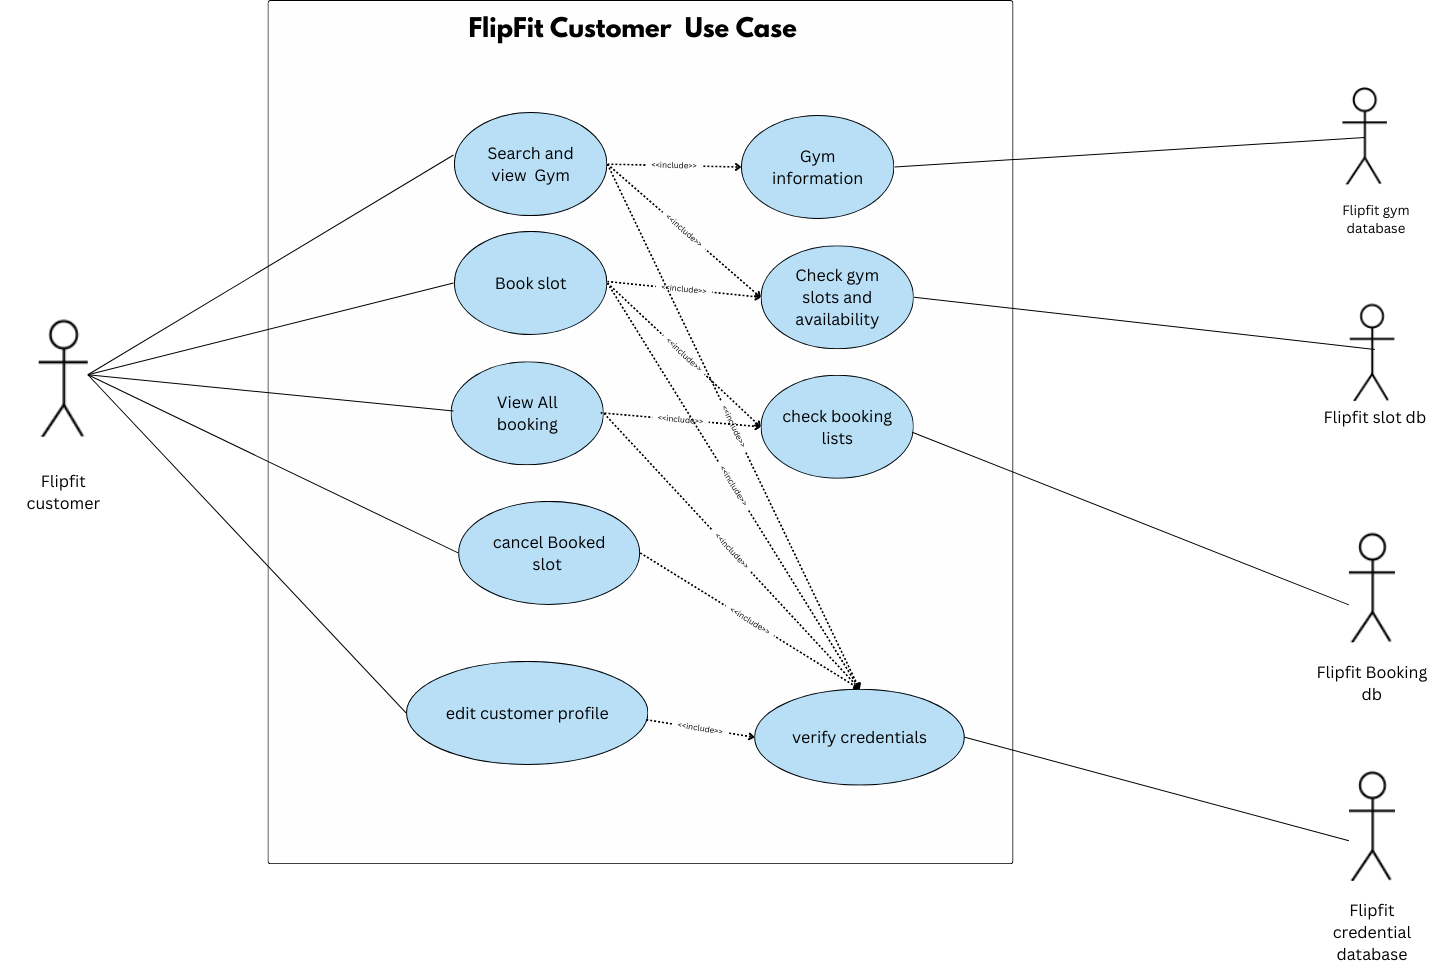 FlipFit Customer Use Case
Search and
view Gym
<<include>>
Gym
information
Flipfit gym
database
<<include>>
Book slot
<<include>>
Check gym
slots and
availability
Flipfit slot db
<<include>>
View All
booking
<<include>>
<<include>>
check booking
lists
Flipfit
customer
<<include>>
cancel Booked
slot
<<include>>
<<include>>
Flipfit Booking
db
edit customer profile
<<include>>
verify credentials
Flipfit
credential
database